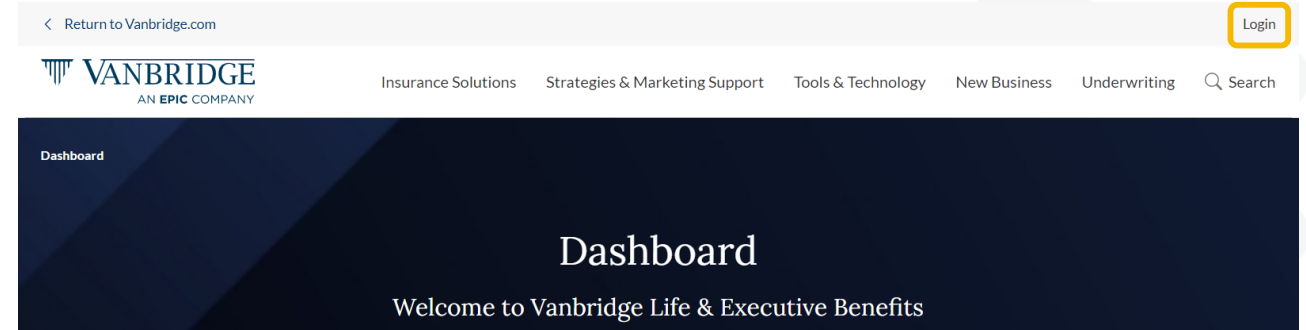 Return to Vanbridge.com Login
VANBRIDGE
AN EPIC COMPANY
Insurance Solutions Strategies & Marketing Support Tools & Technology New Business Underwriting Search
Dashboard
Dashboard
Welcome to Vanbridge Life & Executive Benefits